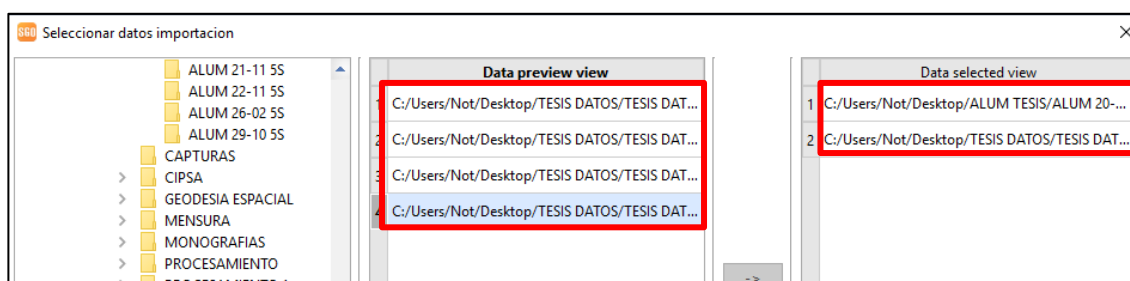 SGO Seleccionar datos importacion
ALUM 21-11 5S
ALUM 22-11 5S
ALUM 26-02 5S
ALUM 29-10 5S
CAPTURAS
CIPSA
GEODESIA ESPACIAL
MENSURA
MONOGRAFIAS
PROCESAMIENTO
Data preview view
1 C:/Users/Not/Desktop/TESIS DATOS/TESIS DAT...
2 C:/Users/Not/Desktop/TESIS DATOS/TESIS DAT...
3 C:/Users/Not/Desktop/TESIS DATOS/TESIS DAT...
4 C:/Users/Not/Desktop/TESIS DATOS/TESIS DAT...
->
Data selected view
1 C:/Users/Not/Desktop/ALUM TESIS/ALUM 20-...
2 C:/Users/Not/Desktop/TESIS DATOS/TESIS DAT...